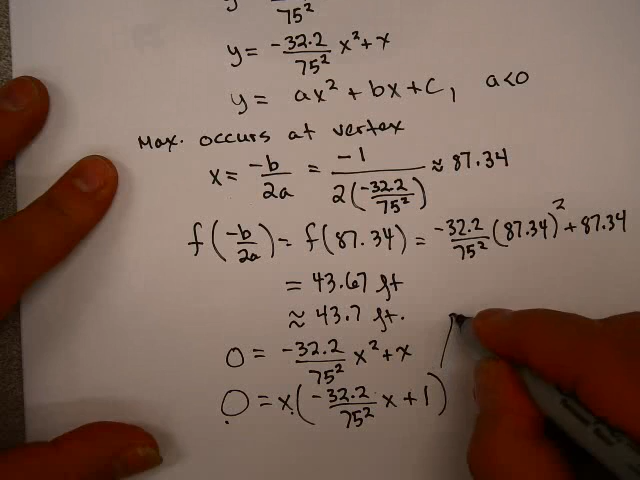 75²
y = -32.2/75² x² + x
y = ax² + bx + c, a<0
Max. occurs at vertex
x = -b/2a = -1/2(-32.2/75²) ≈ 87.34
f(-b/2a) = f(87.34) = -32.2/75² (87.34)² + 87.34
= 43.67 ft
≈ 43.7 ft.
0 = -32.2/75² x² + x
0 = x(-32.2/75² x + 1)